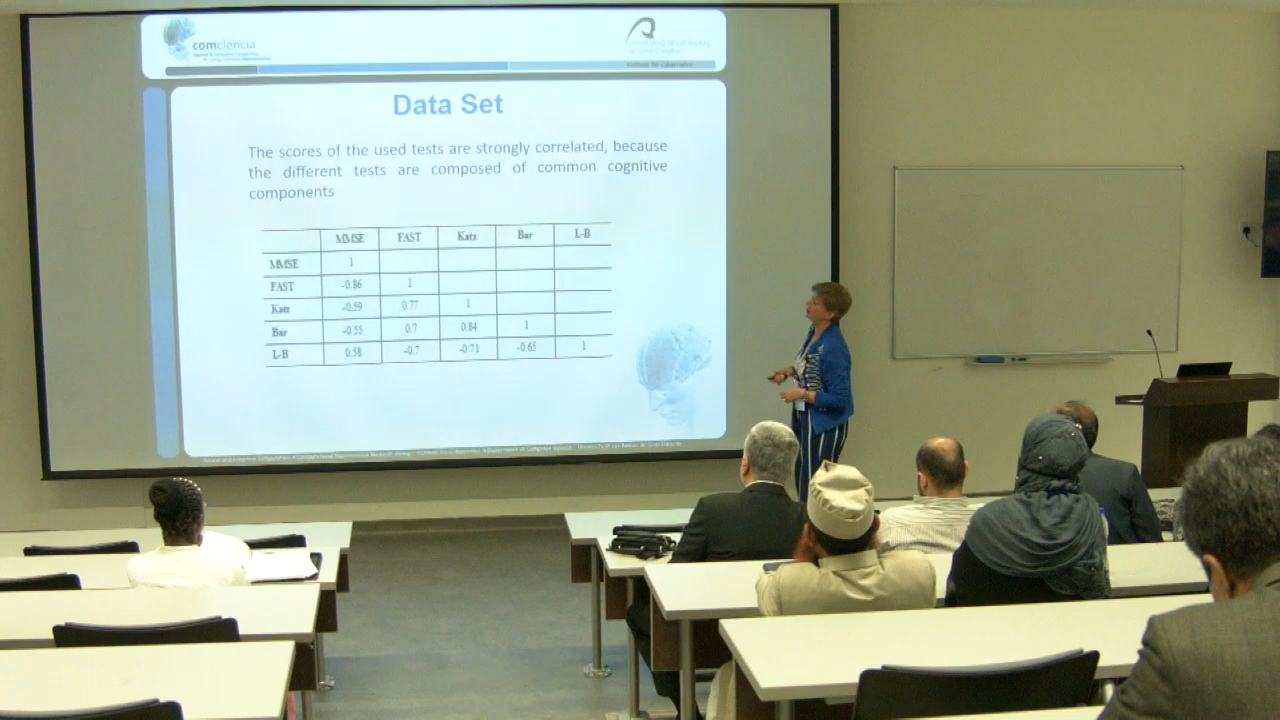 comciencia
Data Set
The scores of the used tests are strongly correlated, because
the different tests are composed of common cognitive
components
MMSE FAST Katz Bar L-B
MMSE 1
FAST -0.86 1
Katz -0.59 0.77 1
Bar -0.55 0.7 0.84 1
L-B 0.58 -0.7 -0.71 -0.65 1